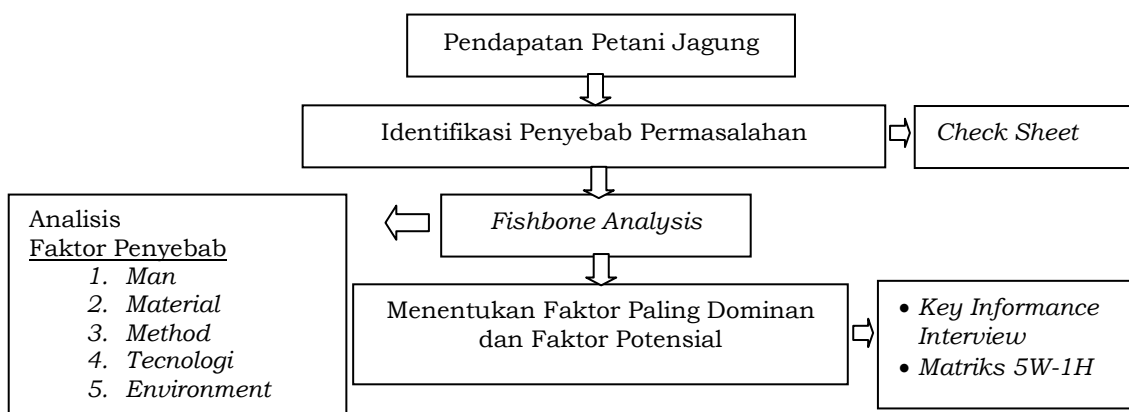 Pendapatan Petani Jagung
Identifikasi Penyebab Permasalahan
Check Sheet
Fishbone Analysis
Analisis
Faktor Penyebab
1. Man
2. Material
3. Method
4. Tecnologi
5. Environment
Menentukan Faktor Paling Dominan
dan Faktor Potensial
• Key Informance
Interview
• Matriks 5W-1H